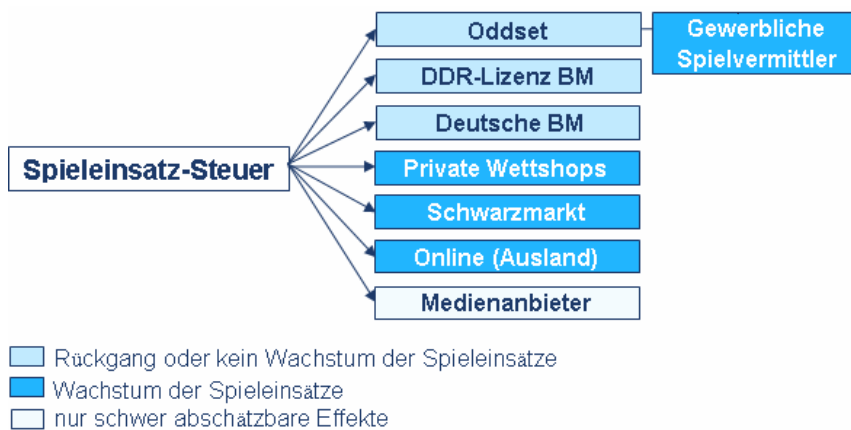 Oddset
Gewerbliche
Spielvermittler
DDR-Lizenz BM
Deutsche BM
Spieleinsatz-Steuer
Private Wettshops
Schwarzmarkt
Online (Ausland)
Medienanbieter
Rückgang oder kein Wachstum der Spieleinsätze
Wachstum der Spieleinsätze
nur schwer abschätzbare Effekte